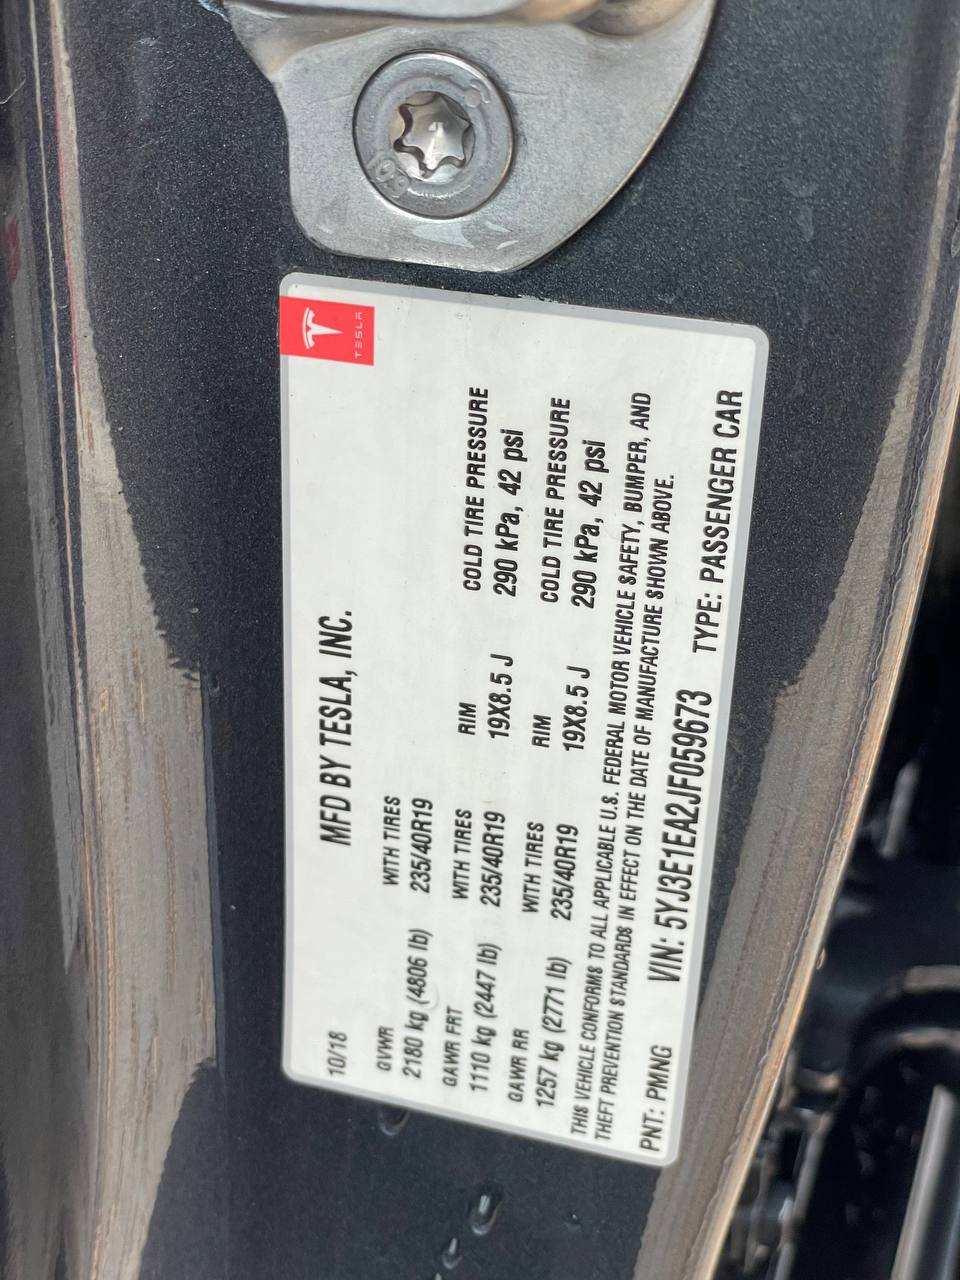 TESLA
10/18 MFD BY TESLA, INC.
GVWR WITH TIRES
2180 kg (4806 lb) 235/40R19
GAWR FRT WITH TIRES RIM COLD TIRE PRESSURE
1110 kg (2447 lb) 235/40R19 19X8.5 J 290 kPa, 42 psi
GAWR RR WITH TIRES RIM COLD TIRE PRESSURE
1257 kg (2771 lb) 235/40R19 19X8.5 J 290 kPa, 42 psi
THIS VEHICLE CONFORMS TO ALL APPLICABLE U.S. FEDERAL MOTOR VEHICLE SAFETY, BUMPER, AND
THEFT PREVENTION STANDARDS IN EFFECT ON THE DATE OF MANUFACTURE SHOWN ABOVE.
PNT: PMNG VIN: 5YJ3E1EA2JF059673 TYPE: PASSENGER CAR